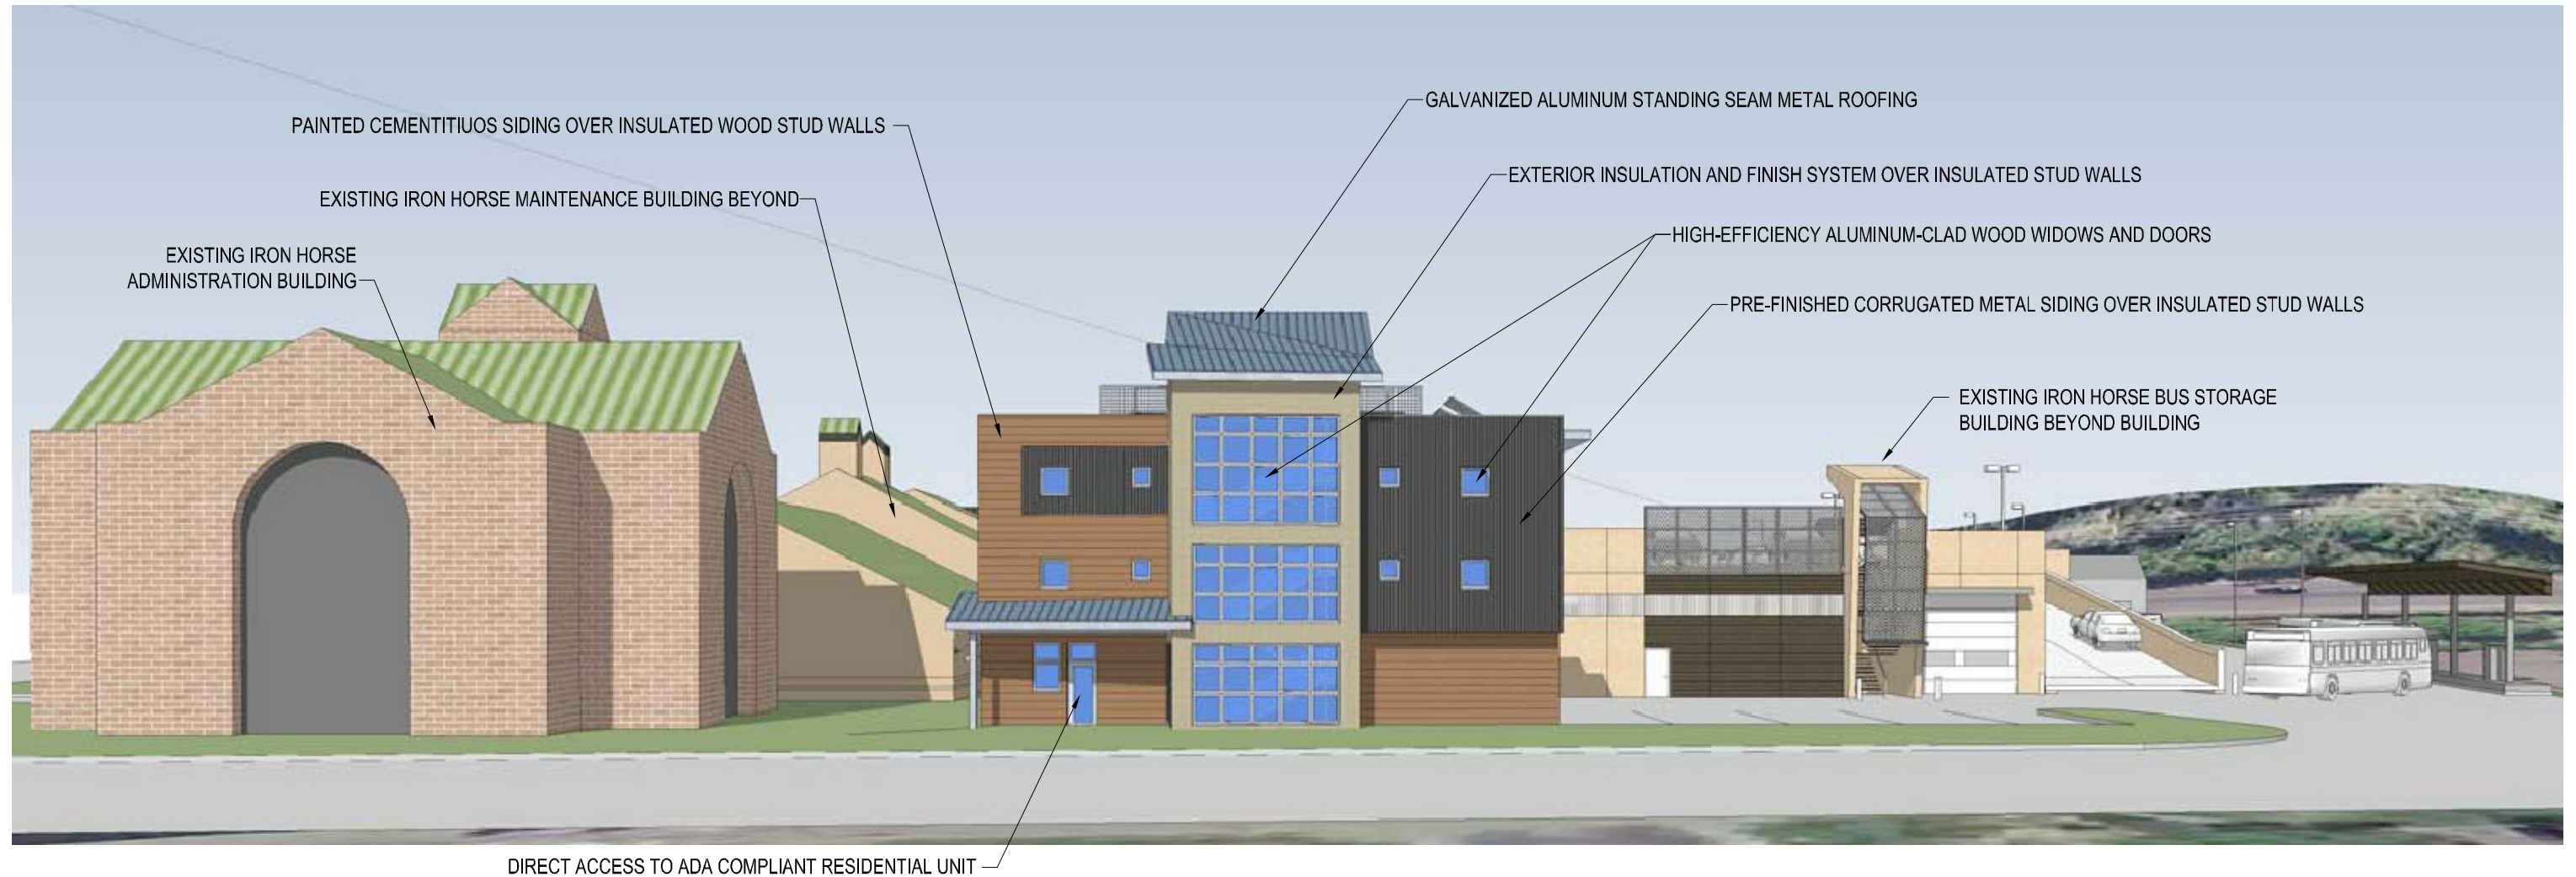 GALVANIZED ALUMINUM STANDING SEAM METAL ROOFING
PAINTED CEMENTITIUOS SIDING OVER INSULATED WOOD STUD WALLS
EXTERIOR INSULATION AND FINISH SYSTEM OVER INSULATED STUD WALLS
EXISTING IRON HORSE MAINTENANCE BUILDING BEYOND
HIGH-EFFICIENCY ALUMINUM-CLAD WOOD WIDOWS AND DOORS
EXISTING IRON HORSE
ADMINISTRATION BUILDING
PRE-FINISHED CORRUGATED METAL SIDING OVER INSULATED STUD WALLS
EXISTING IRON HORSE BUS STORAGE
BUILDING BEYOND BUILDING
DIRECT ACCESS TO ADA COMPLIANT RESIDENTIAL UNIT